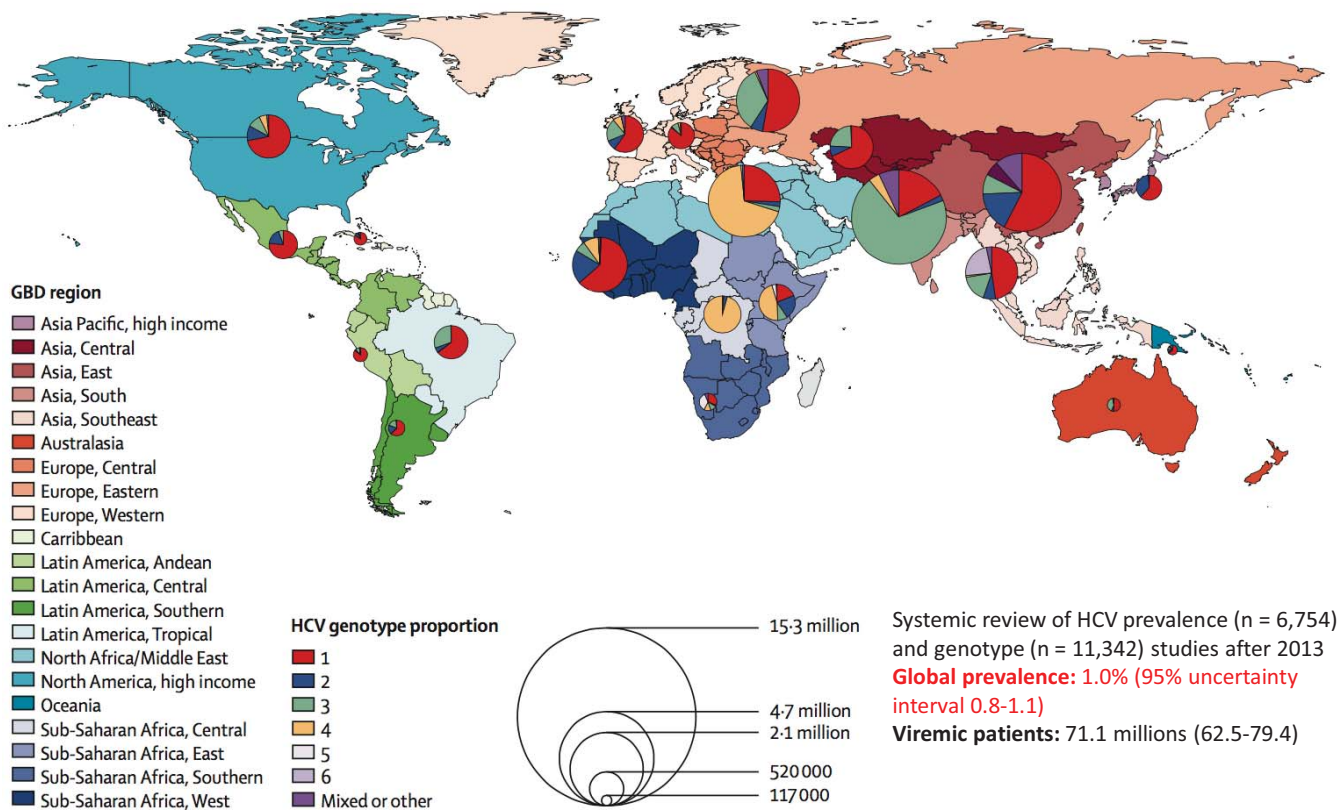 GBD region
Asia Pacific, high income
Asia, Central
Asia, East
Asia, South
Asia, Southeast
Australasia
Europe, Central
Europe, Eastern
Europe, Western
Carribbean
Latin America, Andean
Latin America, Central
Latin America, Southern
Latin America, Tropical
North Africa/Middle East
North America, high income
Oceania
Sub-Saharan Africa, Central
Sub-Saharan Africa, East
Sub-Saharan Africa, Southern
Sub-Saharan Africa, West
HCV genotype proportion
1
2
3
4
5
6
Mixed or other
15·3 million
4·7 million
2·1 million
520 000
117 000
Systemic review of HCV prevalence (n = 6,754)
and genotype (n = 11,342) studies after 2013
Global prevalence: 1.0% (95% uncertainty
interval 0.8-1.1)
Viremic patients: 71.1 millions (62.5-79.4)